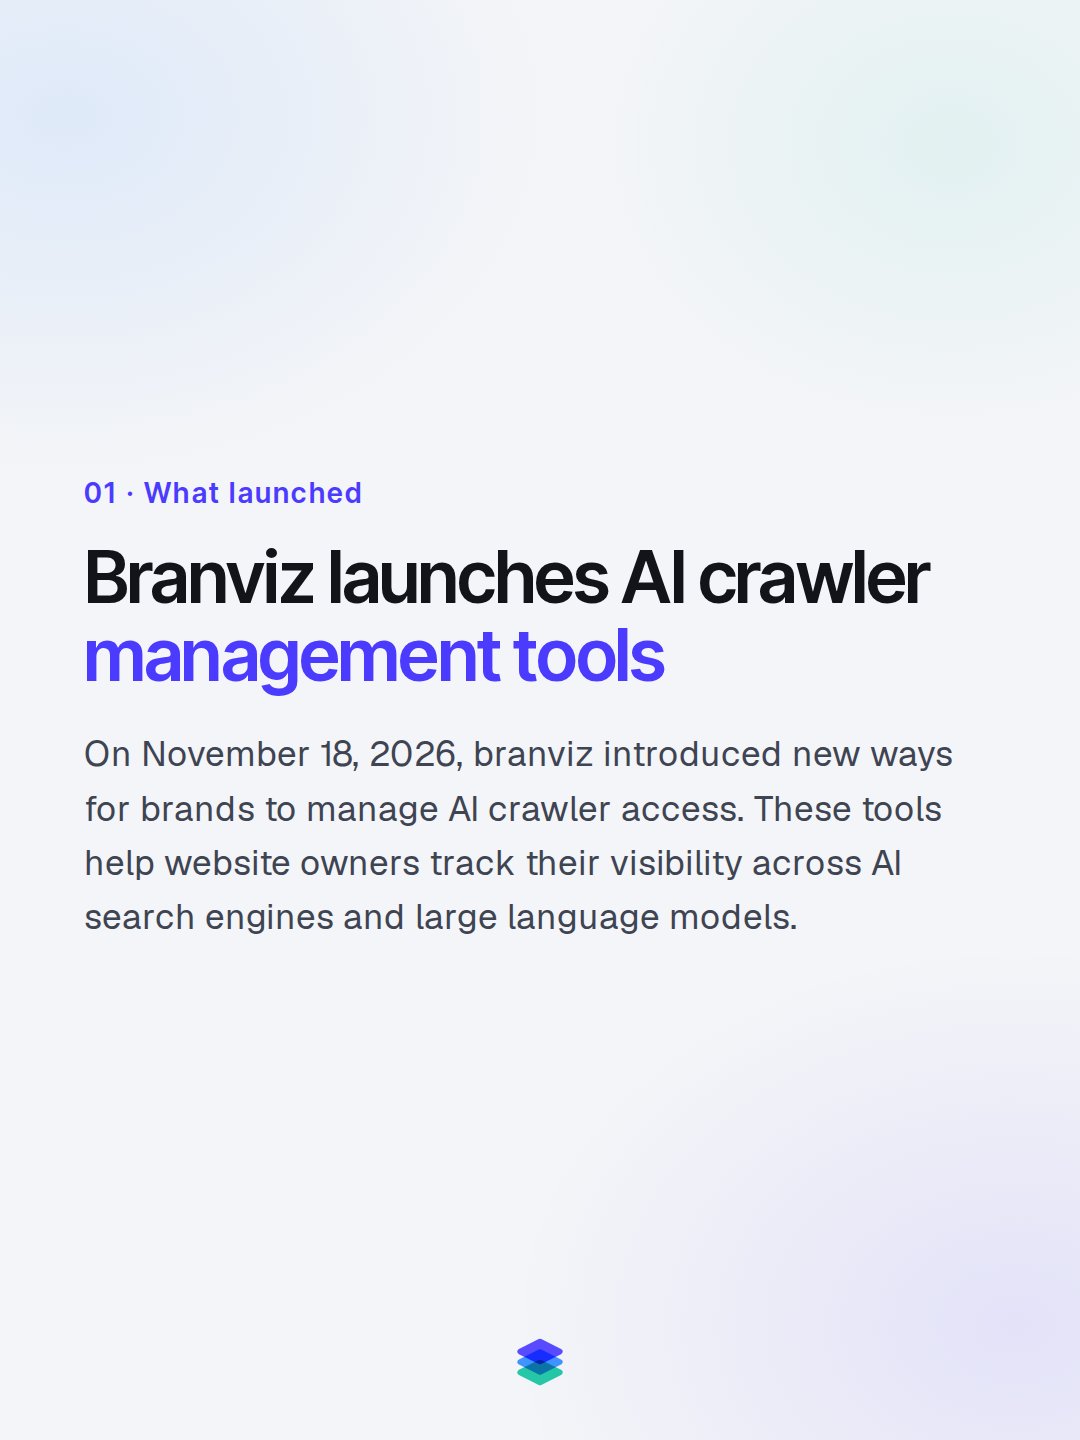 01 · What launched
Branviz launches AI crawler
management tools
On November 18, 2026, branviz introduced new ways
for brands to manage AI crawler access. These tools
help website owners track their visibility across AI
search engines and large language models.